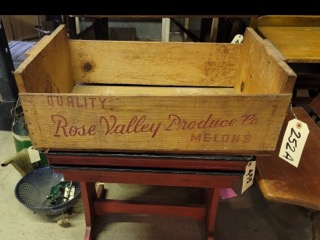 QUALITY
Rose Valley Produce Co
MELONS
252A